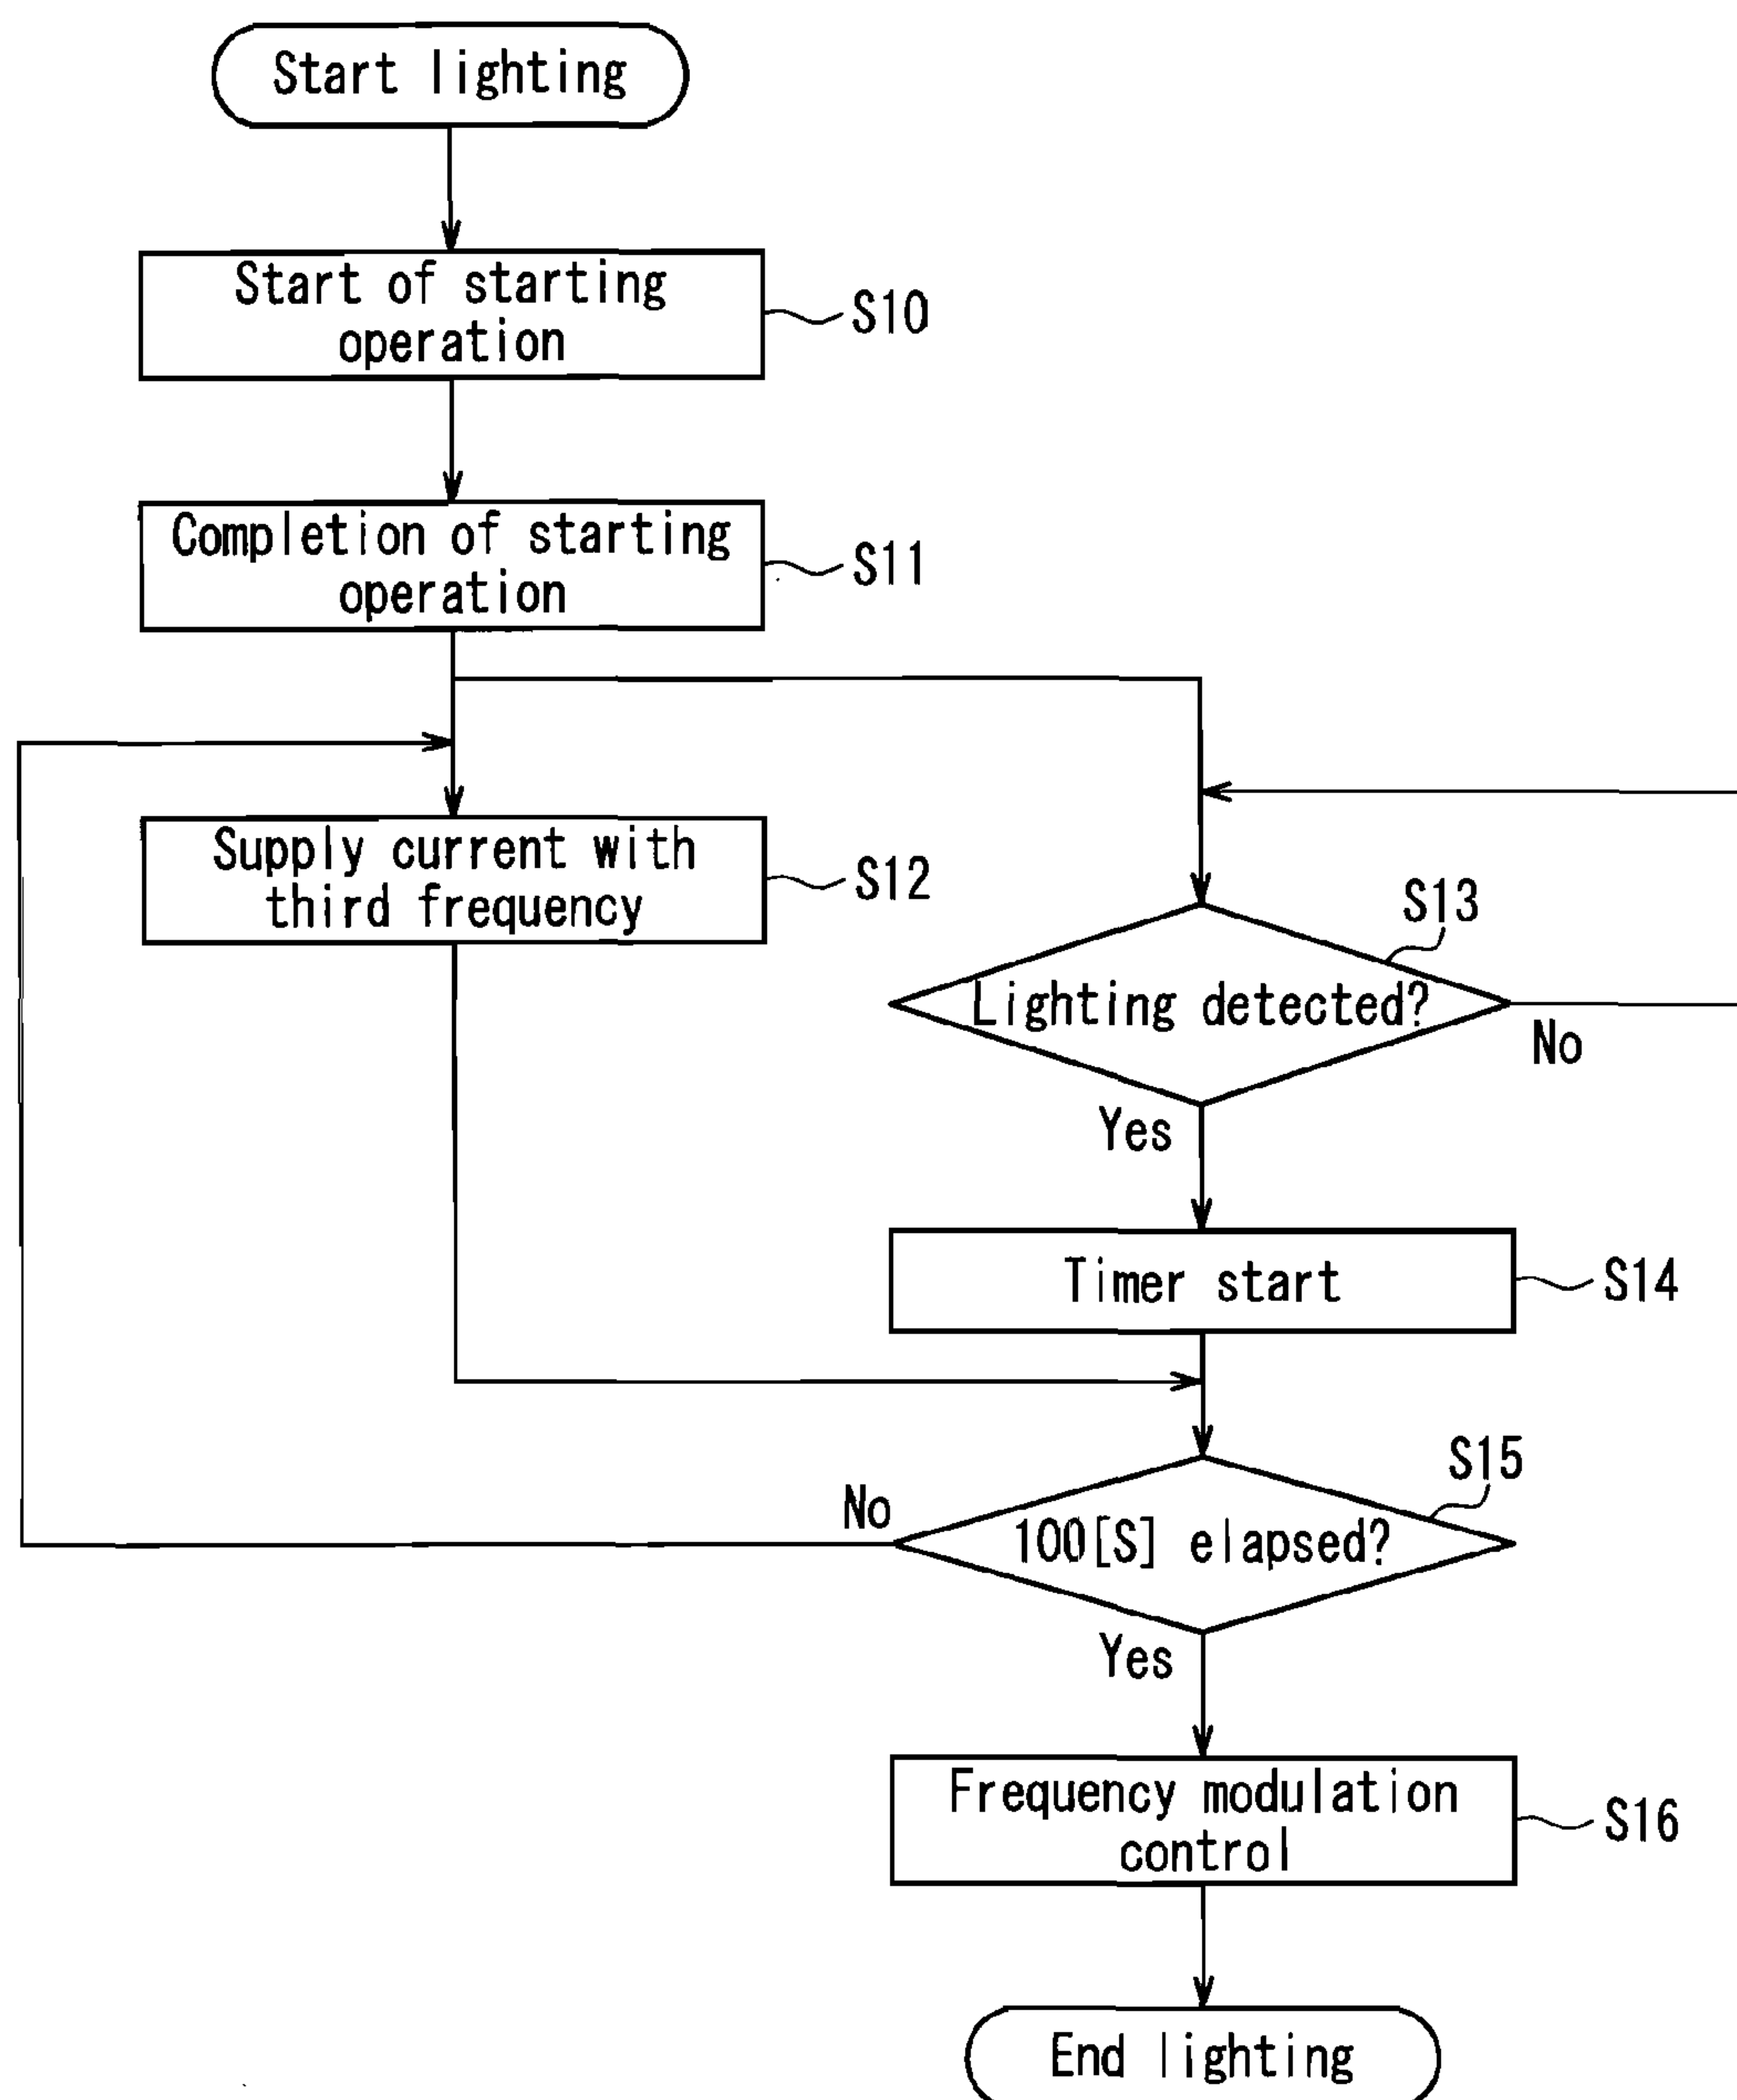 Start lighting
Start of starting
operation
S10
Completion of starting
operation
S11
Supply current with
third frequency
S12
S13
Lighting detected?
No
Yes
Timer start
S14
S15
No
100[S] elapsed?
Yes
Frequency modulation
control
S16
End lighting